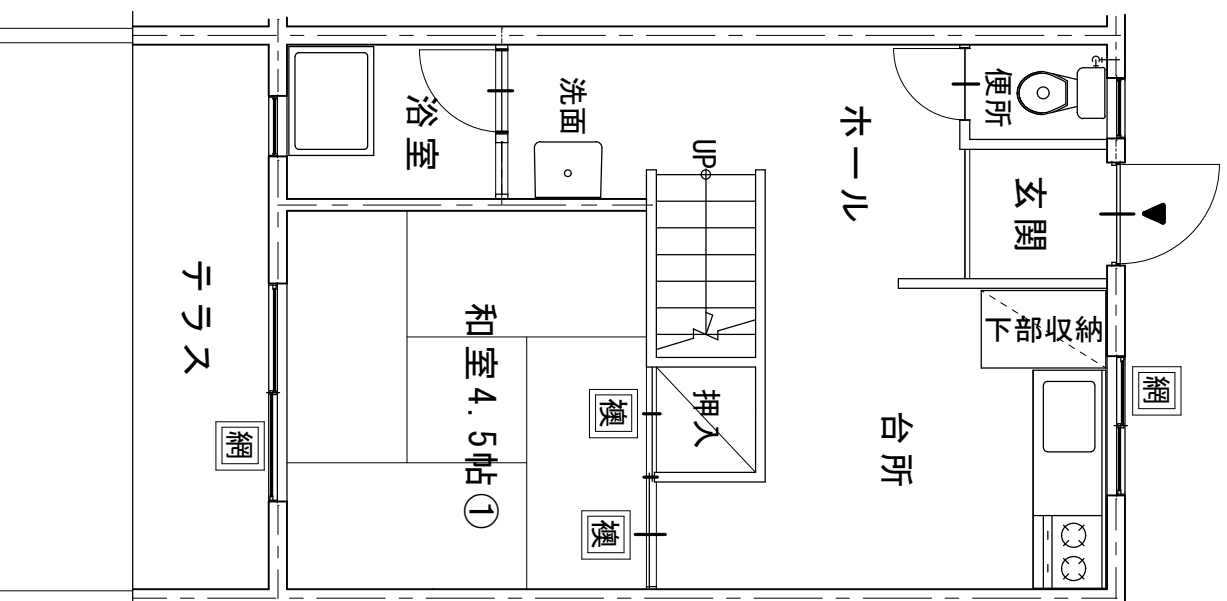 便所
洗面
浴室
ホール
UP
玄関
テラス
和室4.5帖①
下部収納
網
押入
襖
台所
網
襖